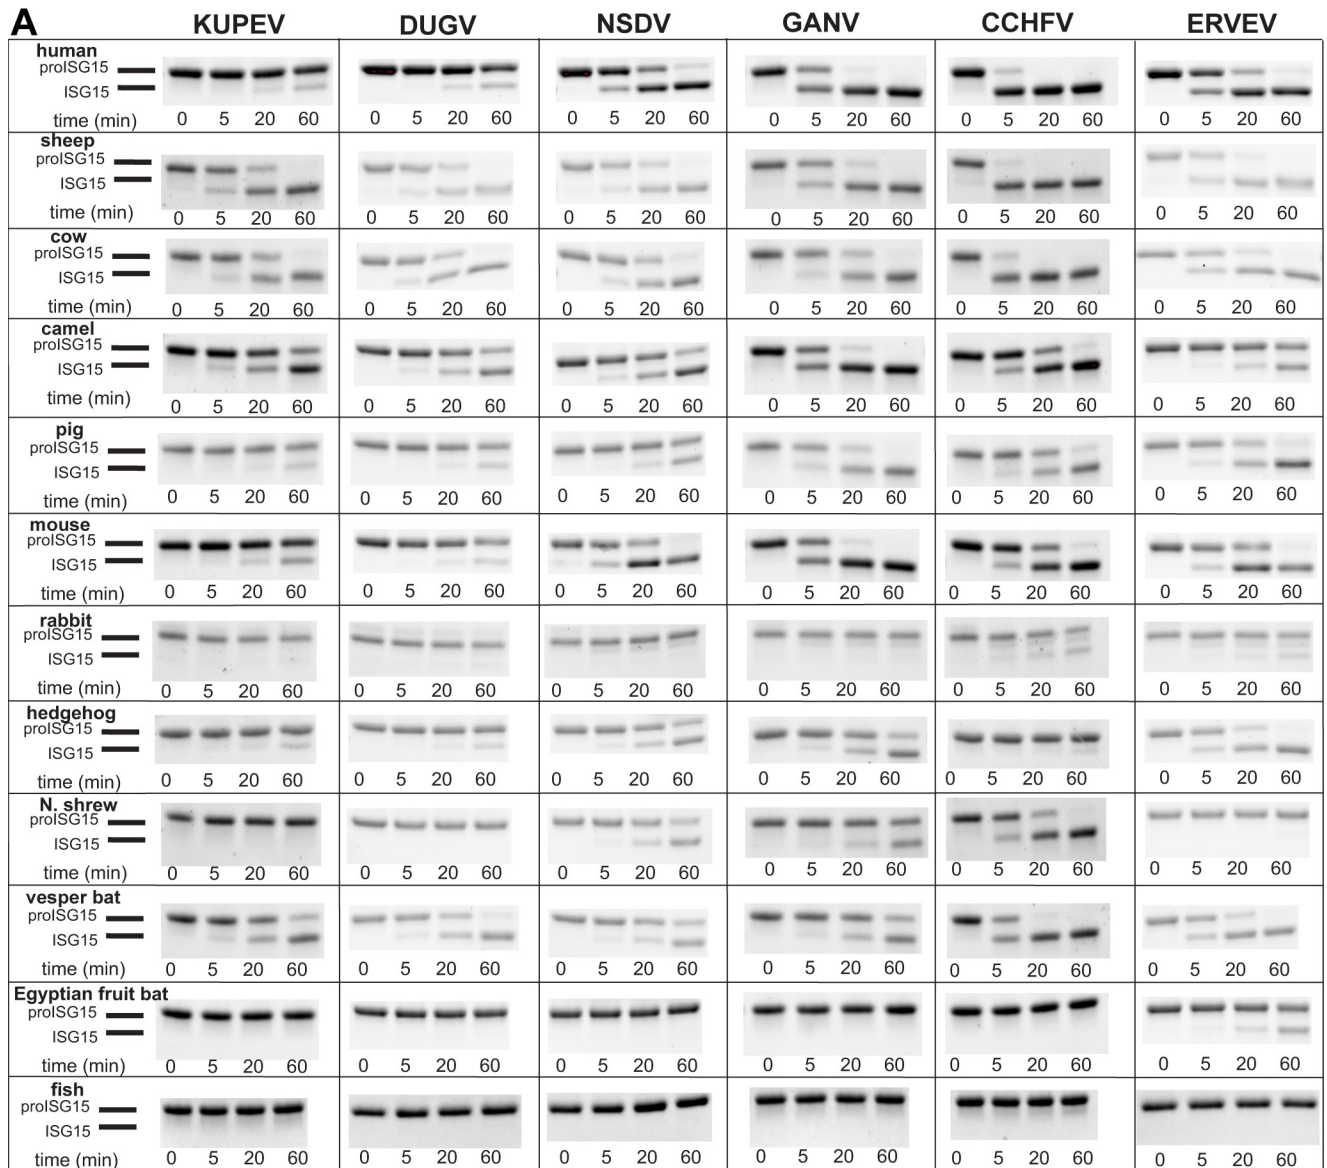 A
KUPEV DUGV NSDV GANV CCHFV ERVEV
human
proISG15
ISG15
time (min) 0 5 20 60 0 5 20 60 0 5 20 60 0 5 20 60 0 5 20 60 0 5 20 60
sheep
proISG15
ISG15
time (min) 0 5 20 60 0 5 20 60 0 5 20 60 0 5 20 60 0 5 20 60 0 5 20 60
cow
proISG15
ISG15
time (min) 0 5 20 60 0 5 20 60 0 5 20 60 0 5 20 60 0 5 20 60 0 5 20 60
camel
proISG15
ISG15
time (min) 0 5 20 60 0 5 20 60 0 5 20 60 0 5 20 60 0 5 20 60 0 5 20 60
pig
proISG15
ISG15
time (min) 0 5 20 60 0 5 20 60 0 5 20 60 0 5 20 60 0 5 20 60 0 5 20 60
mouse
proISG15
ISG15
time (min) 0 5 20 60 0 5 20 60 0 5 20 60 0 5 20 60 0 5 20 60 0 5 20 60
rabbit
proISG15
ISG15
time (min) 0 5 20 60 0 5 20 60 0 5 20 60 0 5 20 60 0 5 20 60 0 5 20 60
hedgehog
proISG15
ISG15
time (min) 0 5 20 60 0 5 20 60 0 5 20 60 0 5 20 60 0 5 20 60 0 5 20 60
N. shrew
proISG15
ISG15
time (min) 0 5 20 60 0 5 20 60 0 5 20 60 0 5 20 60 0 5 20 60 0 5 20 60
vesper bat
proISG15
ISG15
time (min) 0 5 20 60 0 5 20 60 0 5 20 60 0 5 20 60 0 5 20 60 0 5 20 60
Egyptian fruit bat
proISG15
ISG15
time (min) 0 5 20 60 0 5 20 60 0 5 20 60 0 5 20 60 0 5 20 60 0 5 20 60
fish
proISG15
ISG15
time (min) 0 5 20 60 0 5 20 60 0 5 20 60 0 5 20 60 0 5 20 60 0 5 20 60